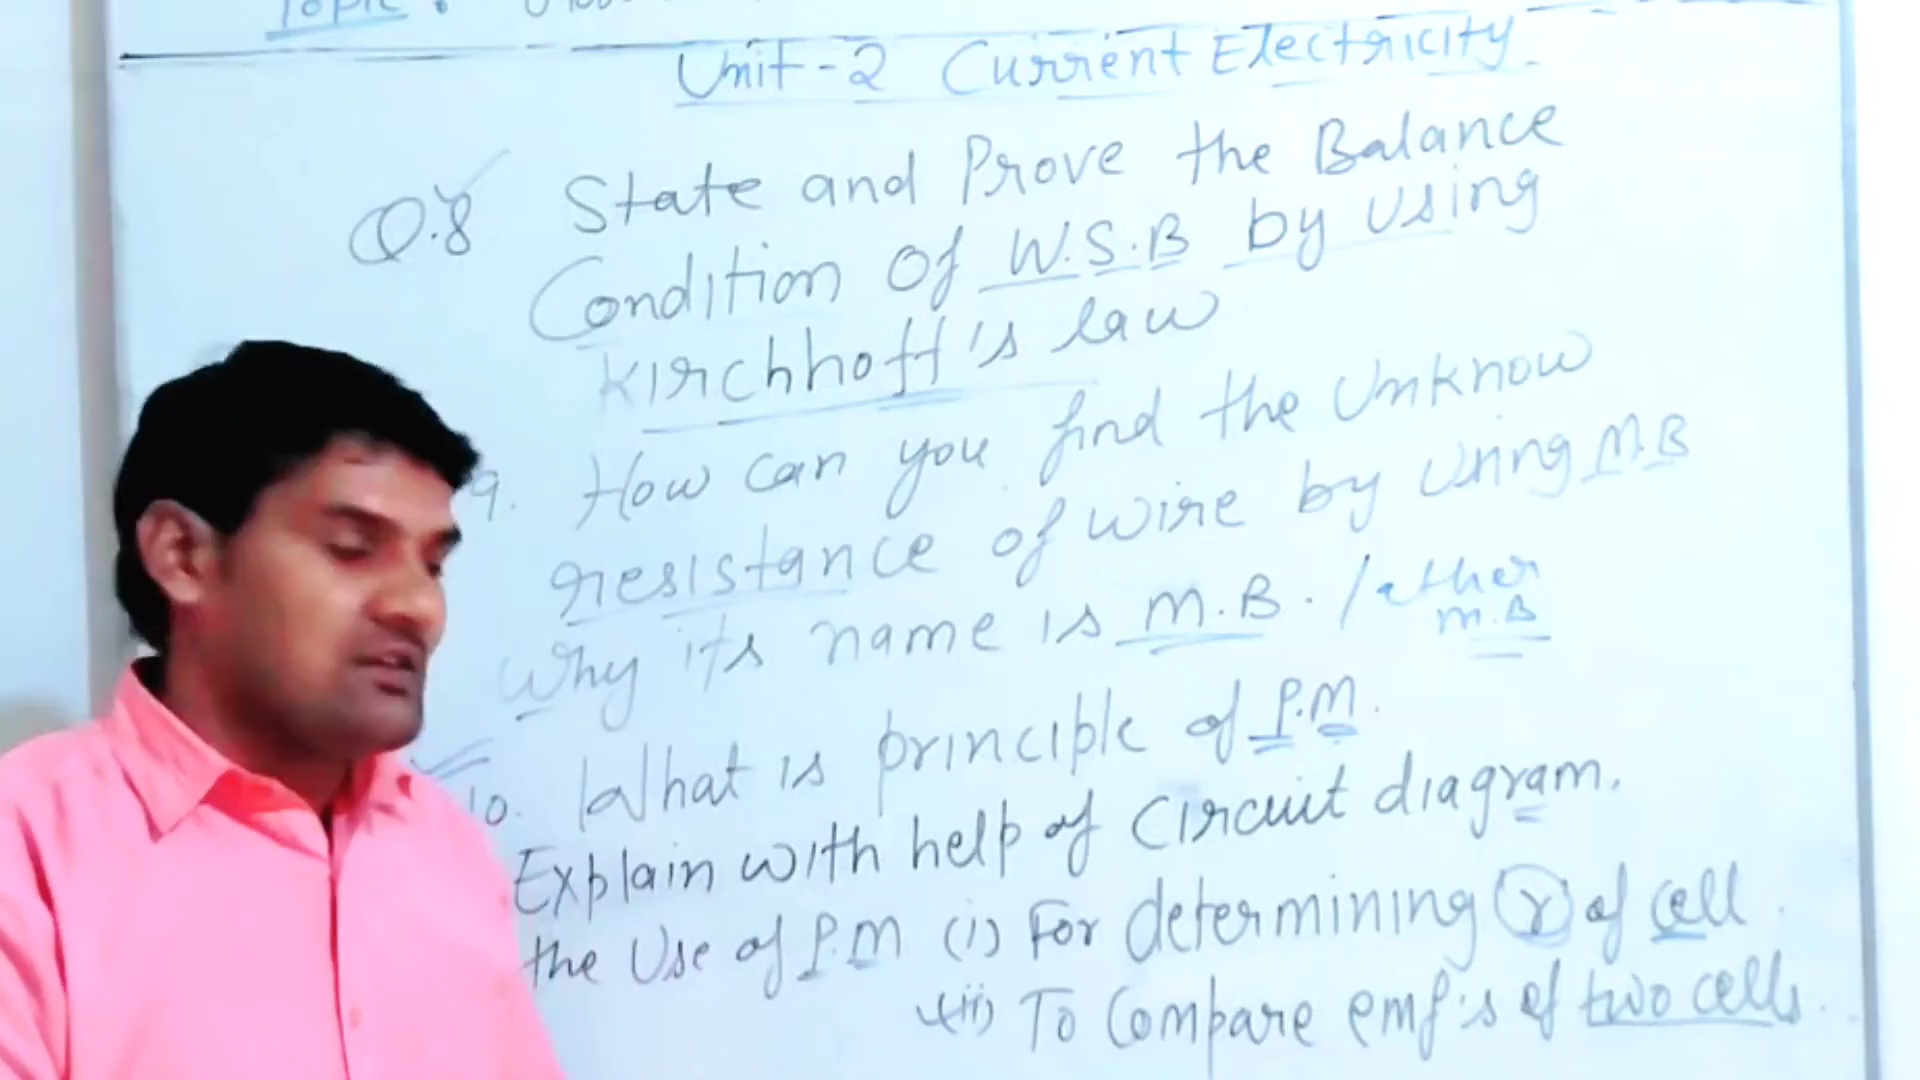 Topic :
Unit-2 Current Electricity
Q.8 State and Prove the Balance
Condition of W.S.B by using
Kirchhoff's law
9. How can you find the Unknow
resistance of wire by using M.B
Why its name is M.B. / other
M.B
10. What is principle of P.M.
Explain with help of circuit diagram.
the Use of P.M (i) For determining (r) of cell
(ii) To Compare emf's of two cells.